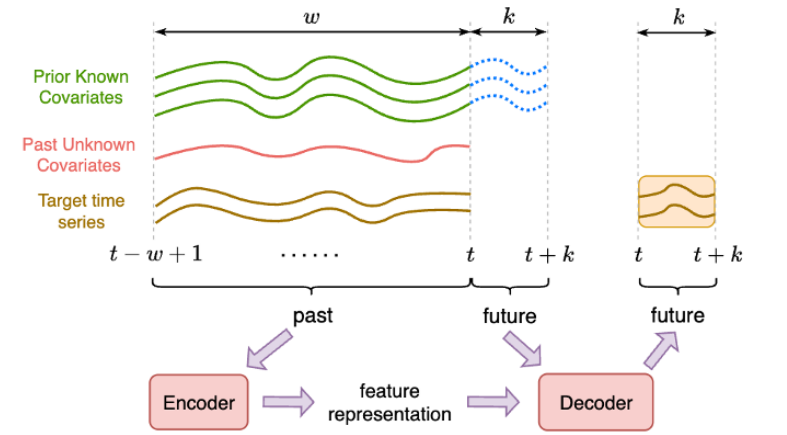 w k k
Prior Known
Covariates
Past Unknown
Covariates
Target time
series
t − w + 1 ...... t t + k t t + k
past future future
Encoder feature
representation Decoder